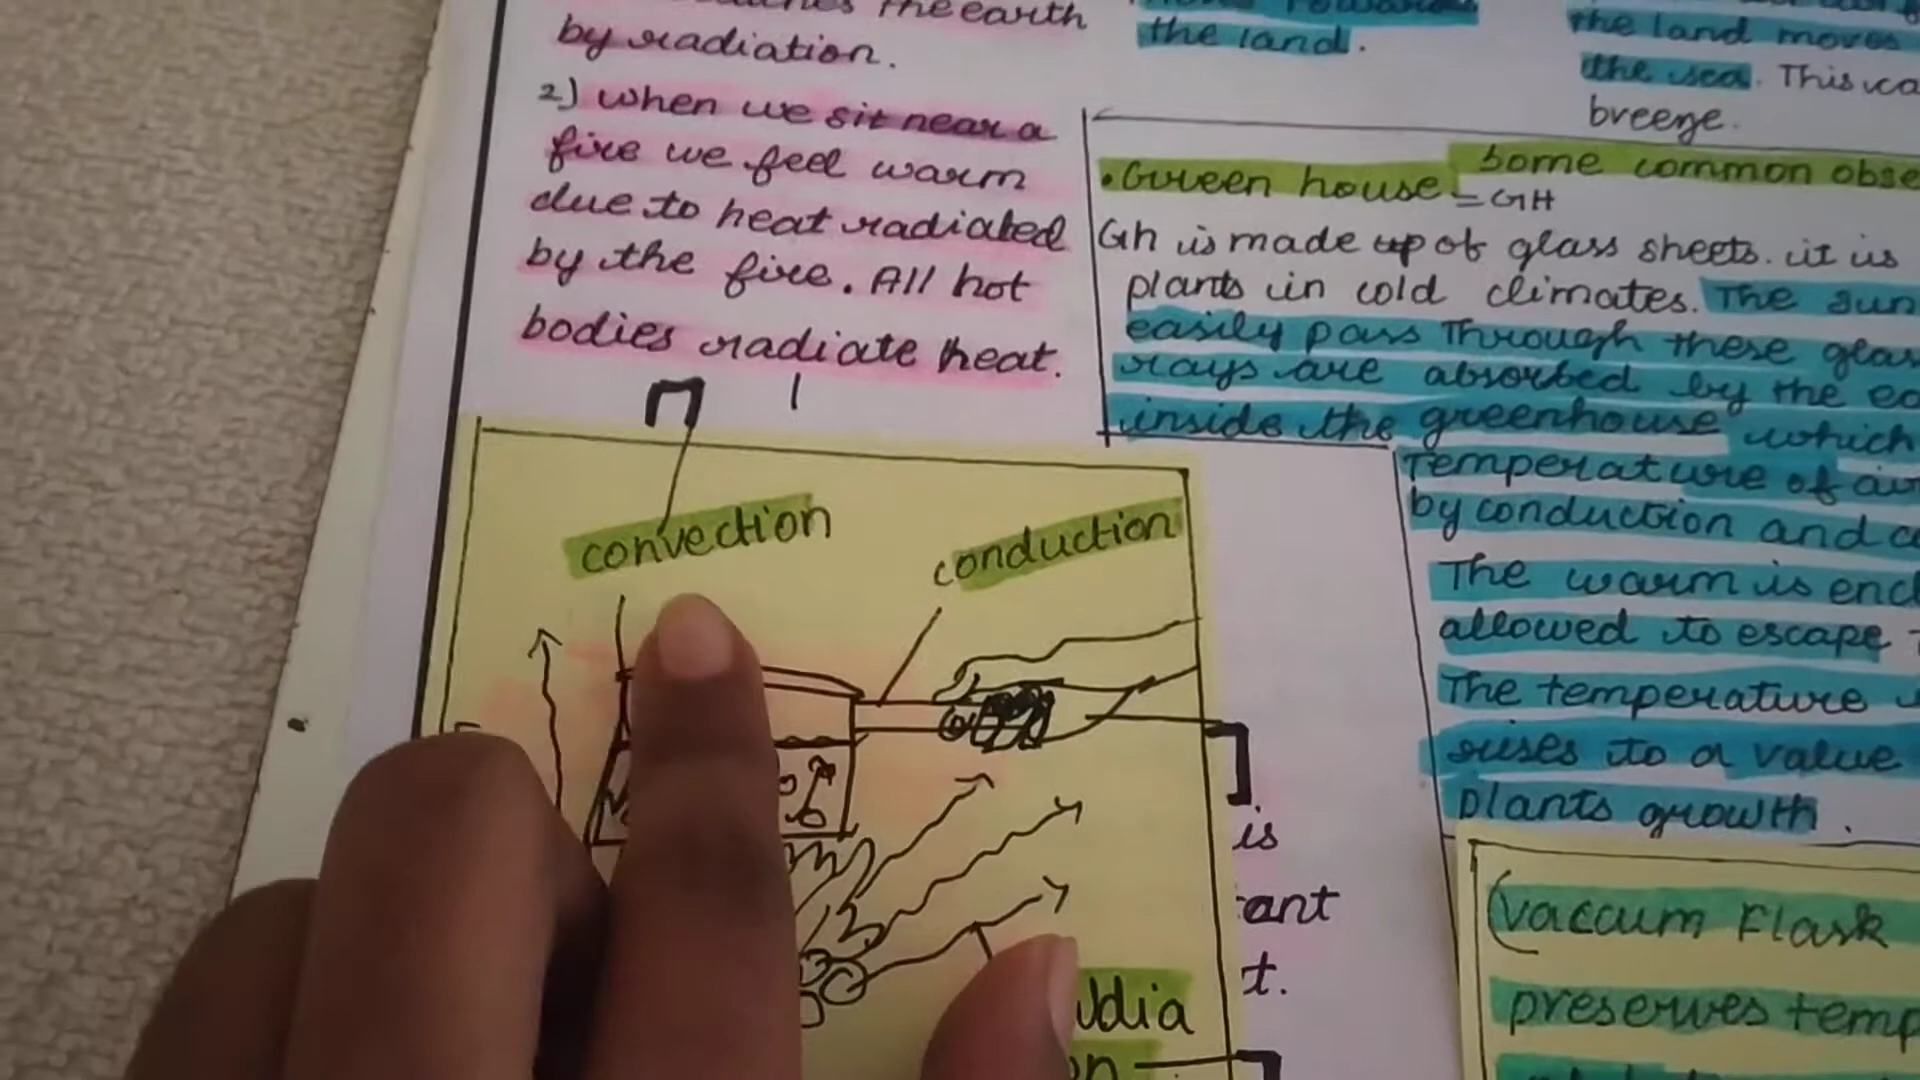 the earth
by radiation.
2) When we sit near a
fire we feel warm
due to heat radiated
by the fire. All hot
bodies radiate heat.
the land.
the land moves
the sea. This
breeze.
Some common
• Green house = GH
Gh is made up of glass sheets. it is
plants in cold climates. The sun
easily pass Through these
rays are absorbed by the
inside the greenhouse which
Temperature of
by conduction and
The warm is
allowed to escape
The temperature
rises to a value
plants growth.
convection
conduction
is
t.
(Vaccum Flask
preserves